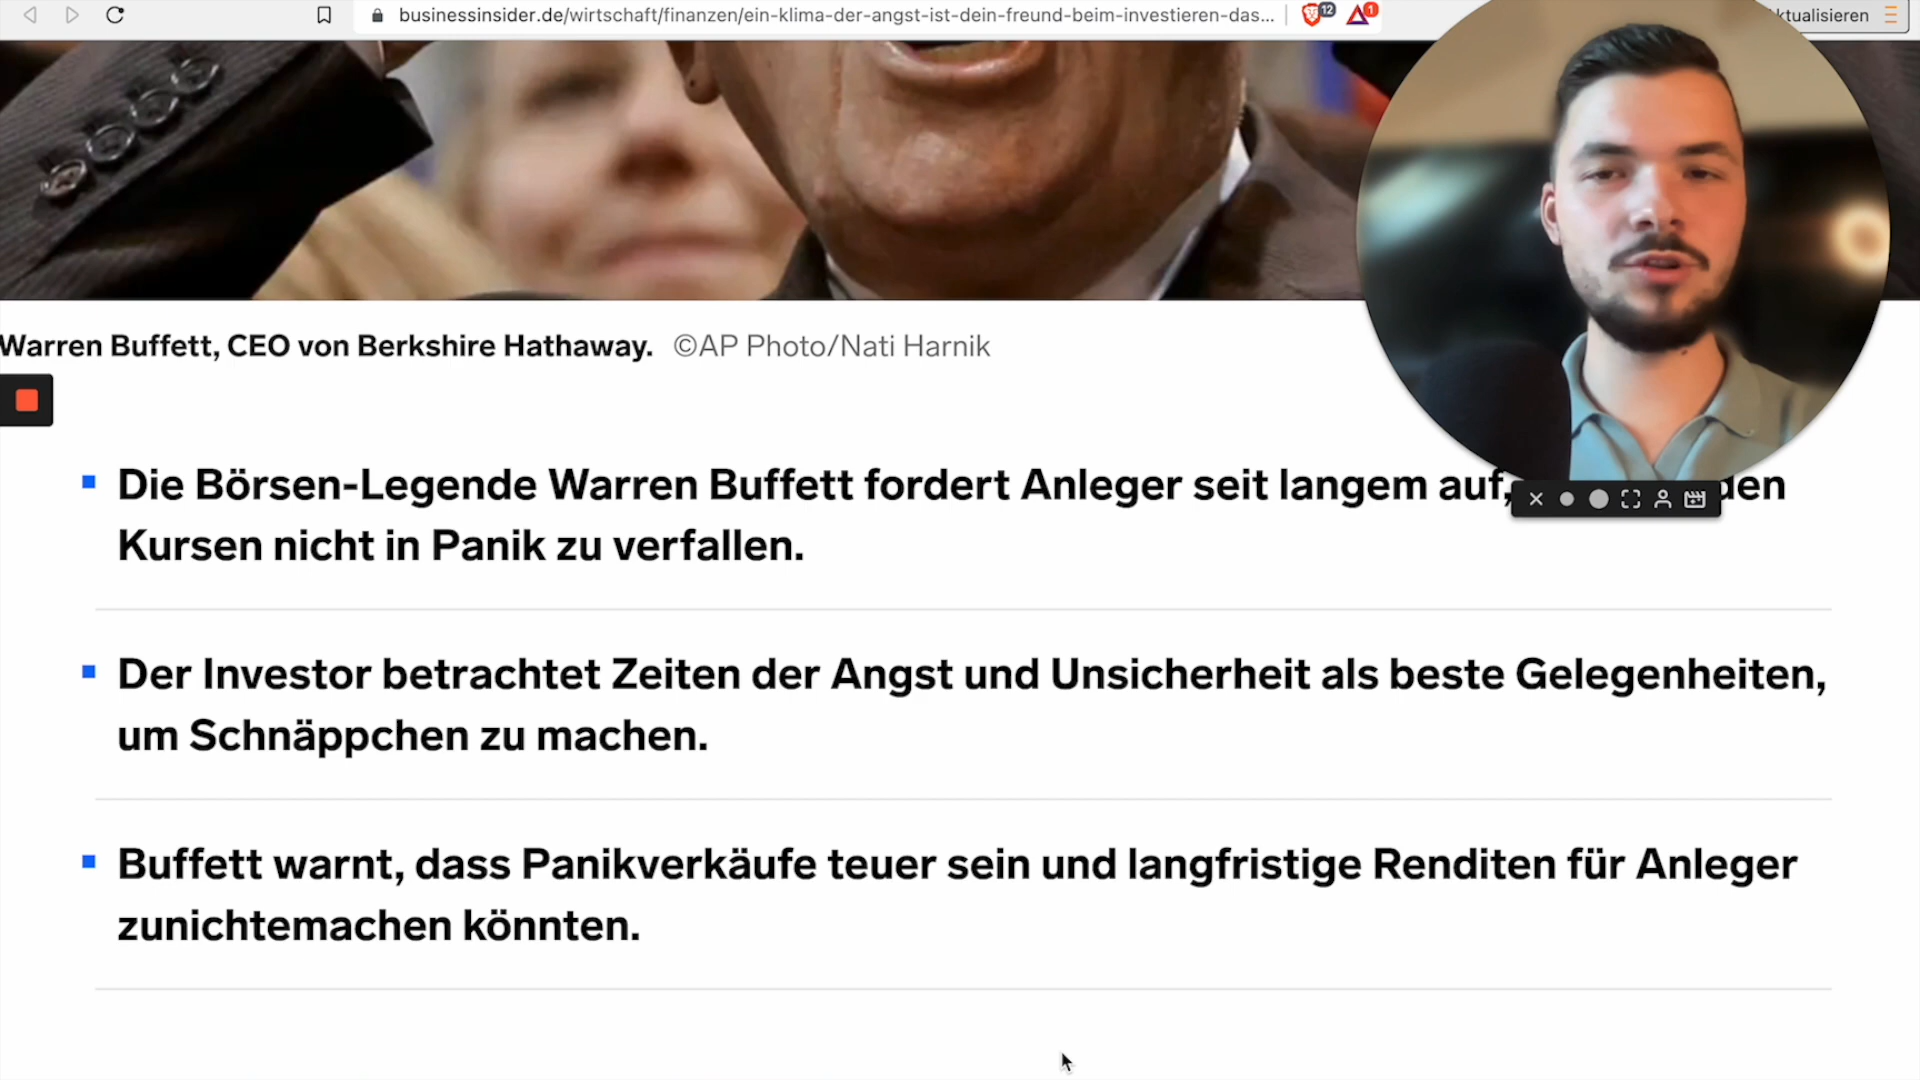 businessinsider.de/wirtschaft/finanzen/ein-klima-der-angst-ist-dein-freund-beim-investieren-das...
12
1
ktualisieren
Warren Buffett, CEO von Berkshire Hathaway. ©AP Photo/Nati Harnik
Die Börsen-Legende Warren Buffett fordert Anleger seit langem auf, den
Kursen nicht in Panik zu verfallen.
Der Investor betrachtet Zeiten der Angst und Unsicherheit als beste Gelegenheiten,
um Schnäppchen zu machen.
Buffett warnt, dass Panikverkäufe teuer sein und langfristige Renditen für Anleger
zunichtemachen könnten.